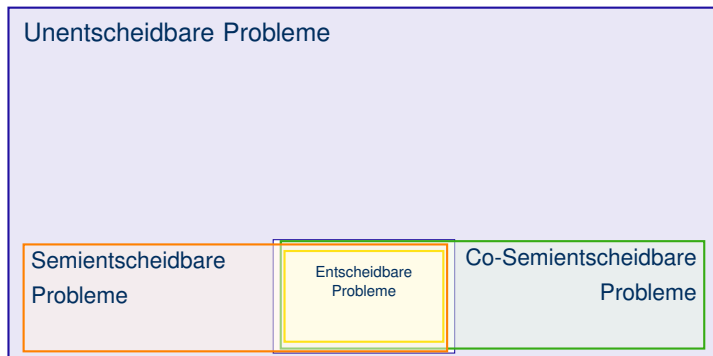 Unentscheidbare Probleme
Semientscheidbare
Probleme
Entscheidbare
Probleme
Co-Semientscheidbare
Probleme